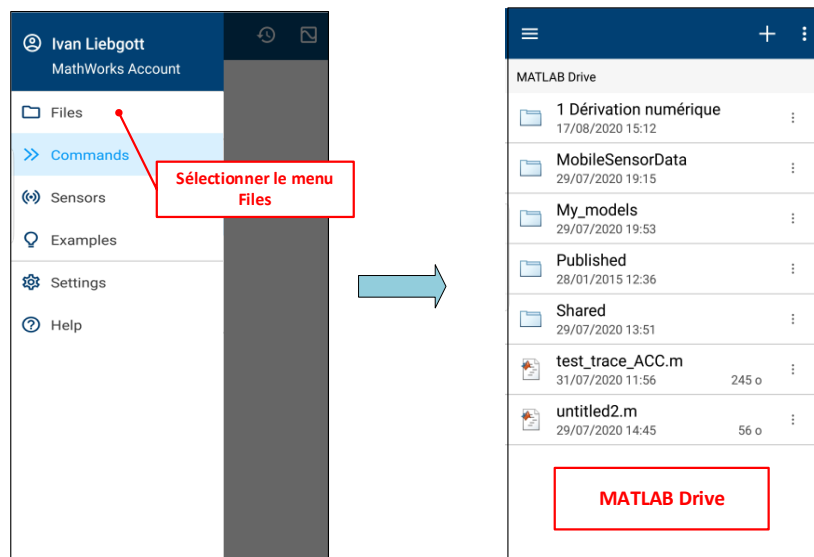 Ivan Liebgott
MathWorks Account
Files
Commands
Sélectionner le menu
Files
Sensors
Examples
Settings
Help
MATLAB Drive
1 Dérivation numérique
17/08/2020 15:12
MobileSensorData
29/07/2020 19:15
My_models
29/07/2020 19:53
Published
28/01/2015 12:36
Shared
29/07/2020 13:51
test_trace_ACC.m
31/07/2020 11:56 245 o
untitled2.m
29/07/2020 14:45 56 o
MATLAB Drive